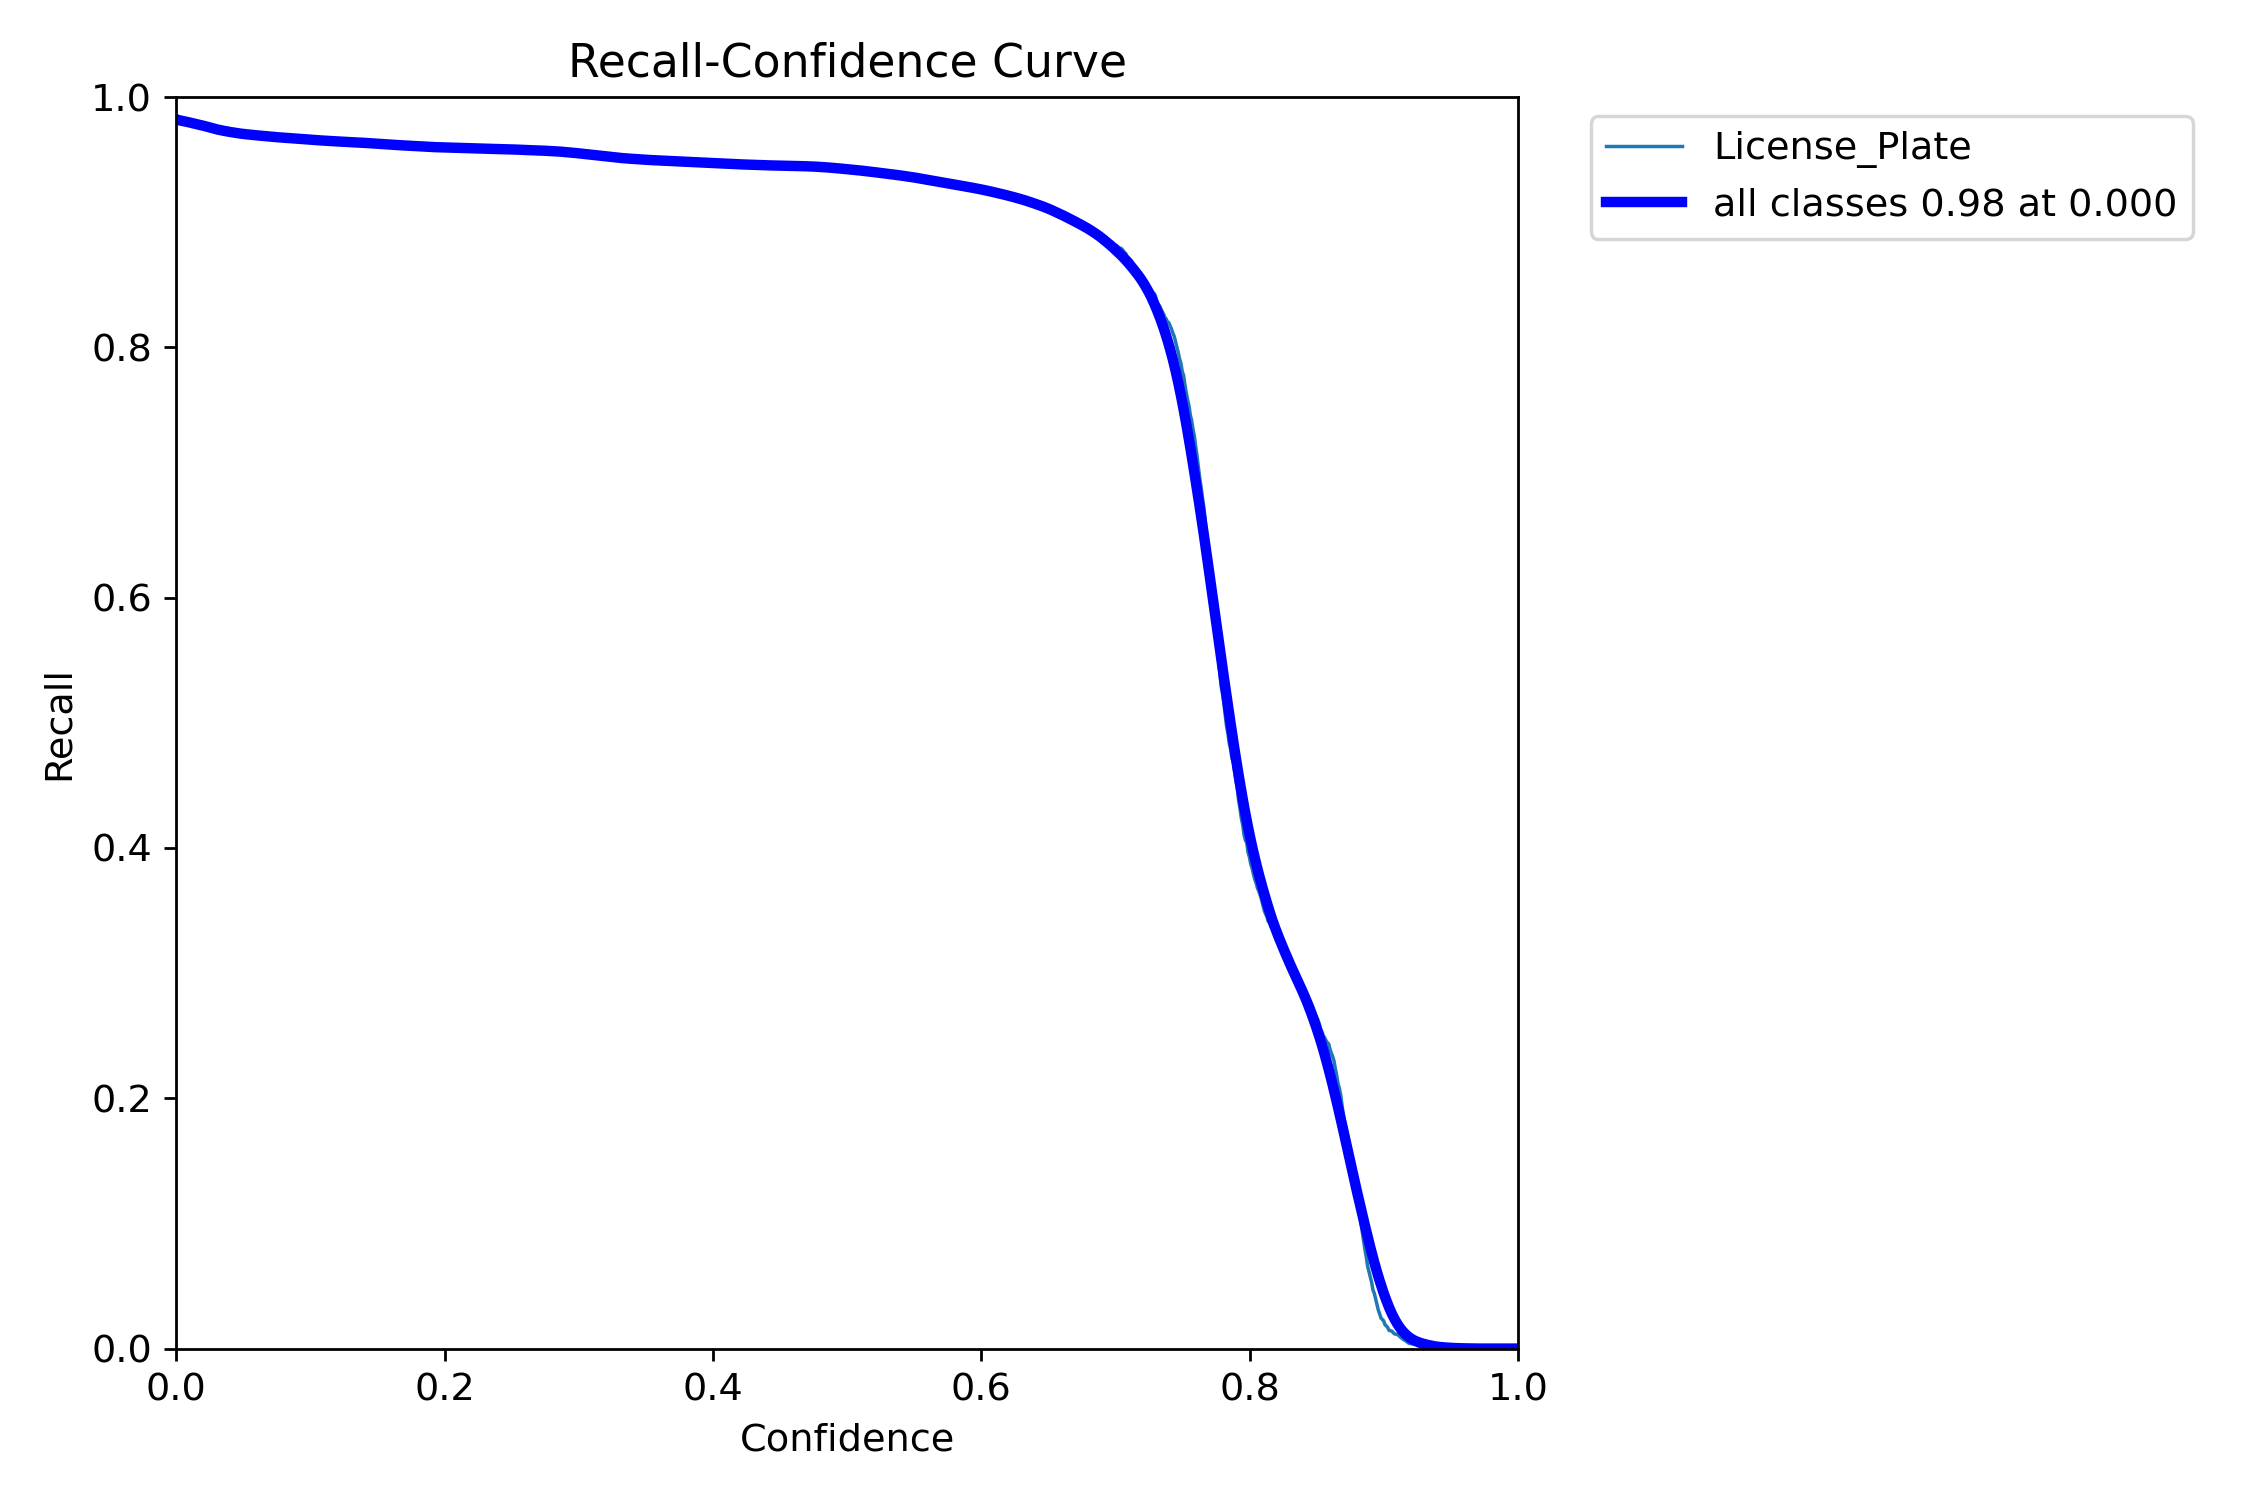 Recall-Confidence Curve
1.0
0.8
0.6
0.4
0.2
0.0
Recall
0.0 0.2 0.4 0.6 0.8 1.0
Confidence
License_Plate
all classes 0.98 at 0.000